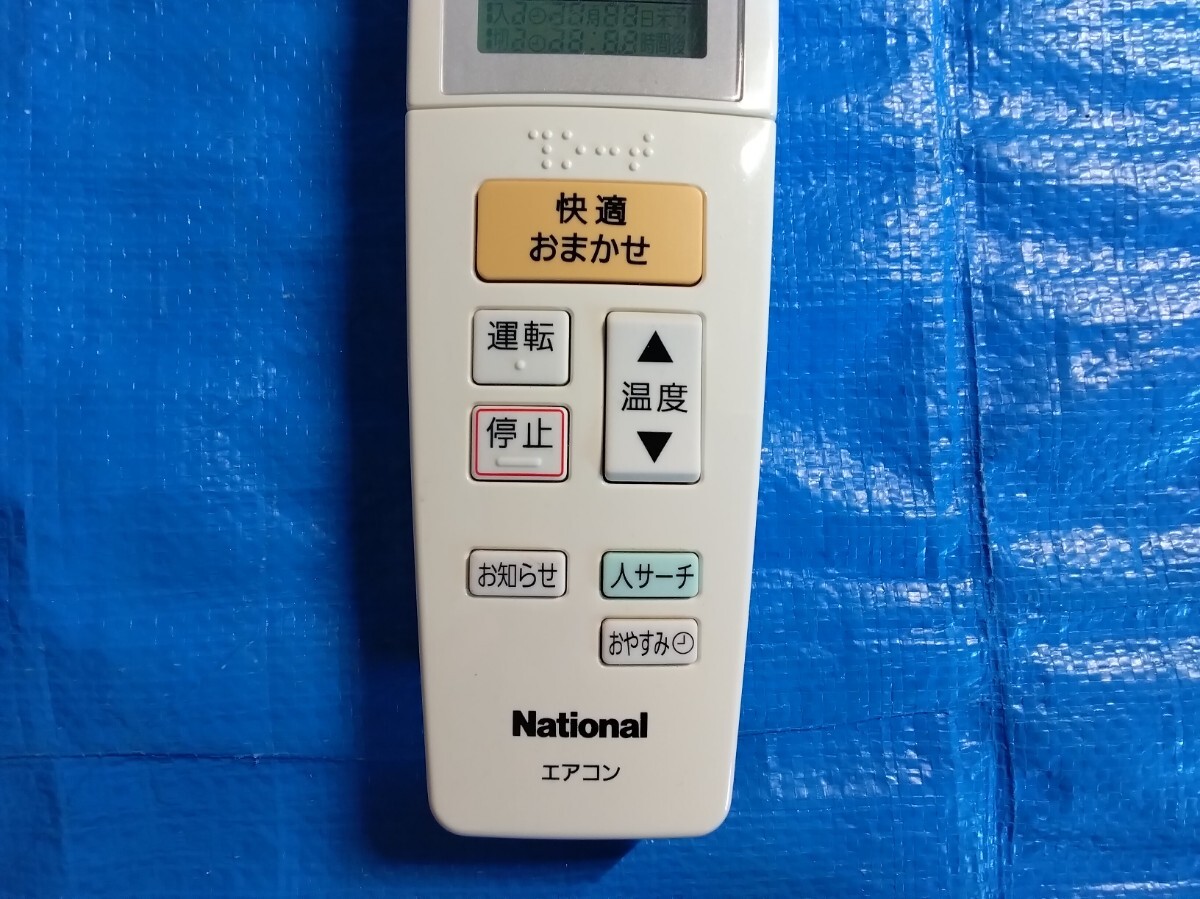 快適
おまかせ
運転
温度
停止
お知らせ
人サーチ
おやすみ
National
エアコン